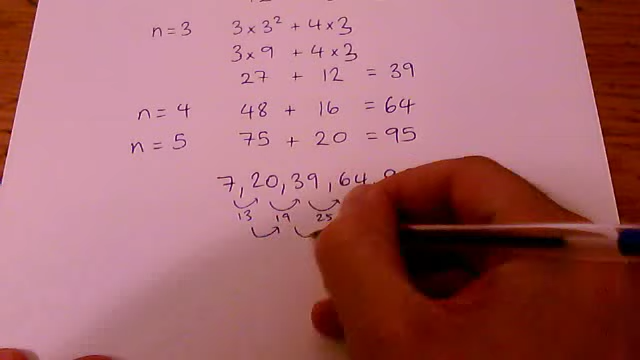 n = 3 3 × 3² + 4 × 3
3 × 9 + 4 × 3
27 + 12 = 39
n = 4 48 + 16 = 64
n = 5 75 + 20 = 95
7, 20, 39, 64, 9
13 19 25